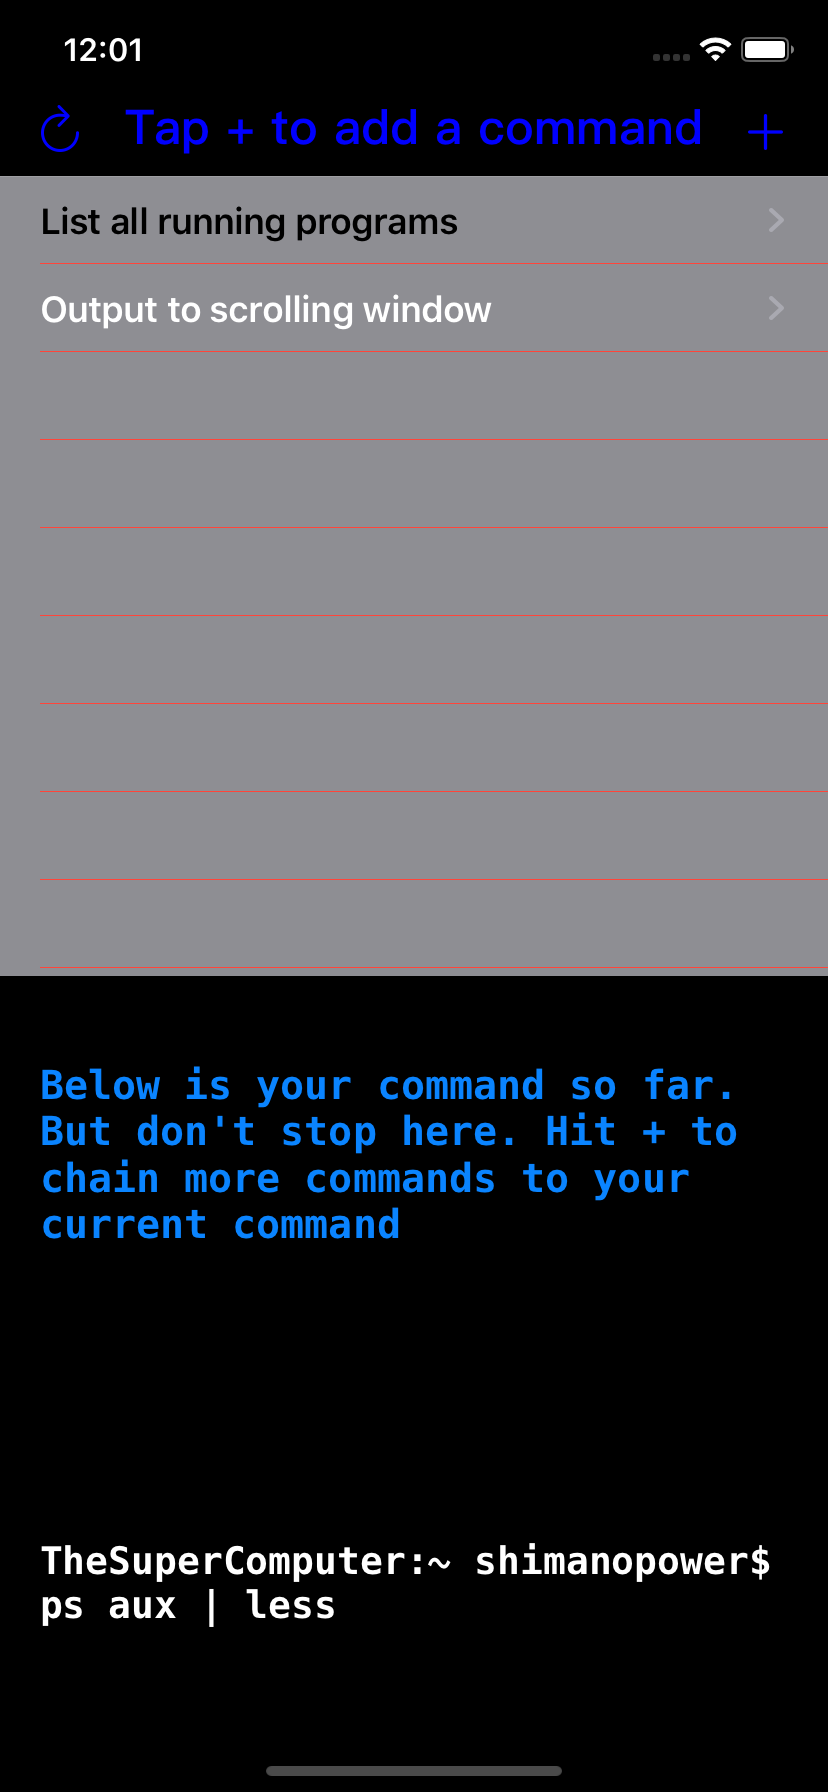 12:01
Tap + to add a command +
List all running programs
Output to scrolling window
Below is your command so far.
But don't stop here. Hit + to
chain more commands to your
current command
TheSuperComputer:~ shimanopower$
ps aux | less